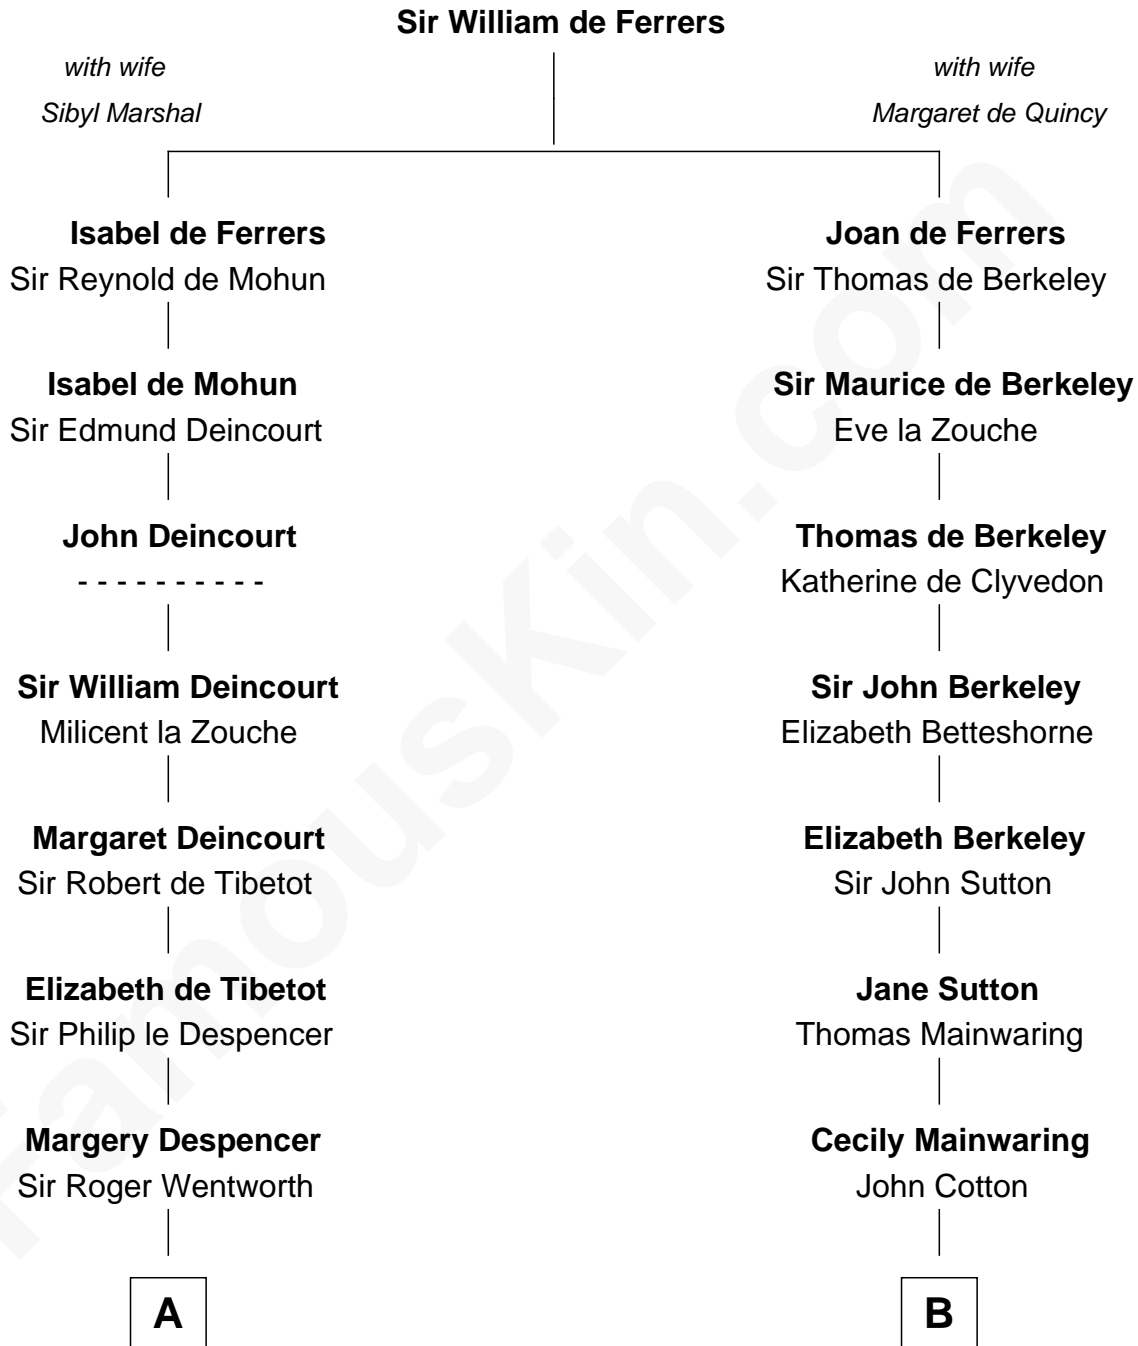 Sir William de Ferrers
with wife
Sibyl Marshal
with wife
Margaret de Quincy
Isabel de Ferrers
Sir Reynold de Mohun
Joan de Ferrers
Sir Thomas de Berkeley
Isabel de Mohun
Sir Edmund Deincourt
Sir Maurice de Berkeley
Eve la Zouche
John Deincourt
- - - - - - - - - -
Thomas de Berkeley
Katherine de Clyvedon
Sir William Deincourt
Milicent la Zouche
Sir John Berkeley
Elizabeth Betteshorne
Margaret Deincourt
Sir Robert de Tibetot
Elizabeth Berkeley
Sir John Sutton
Elizabeth de Tibetot
Sir Philip le Despencer
Jane Sutton
Thomas Mainwaring
Margery Despencer
Sir Roger Wentworth
Cecily Mainwaring
John Cotton
A
B
FamousKin.com